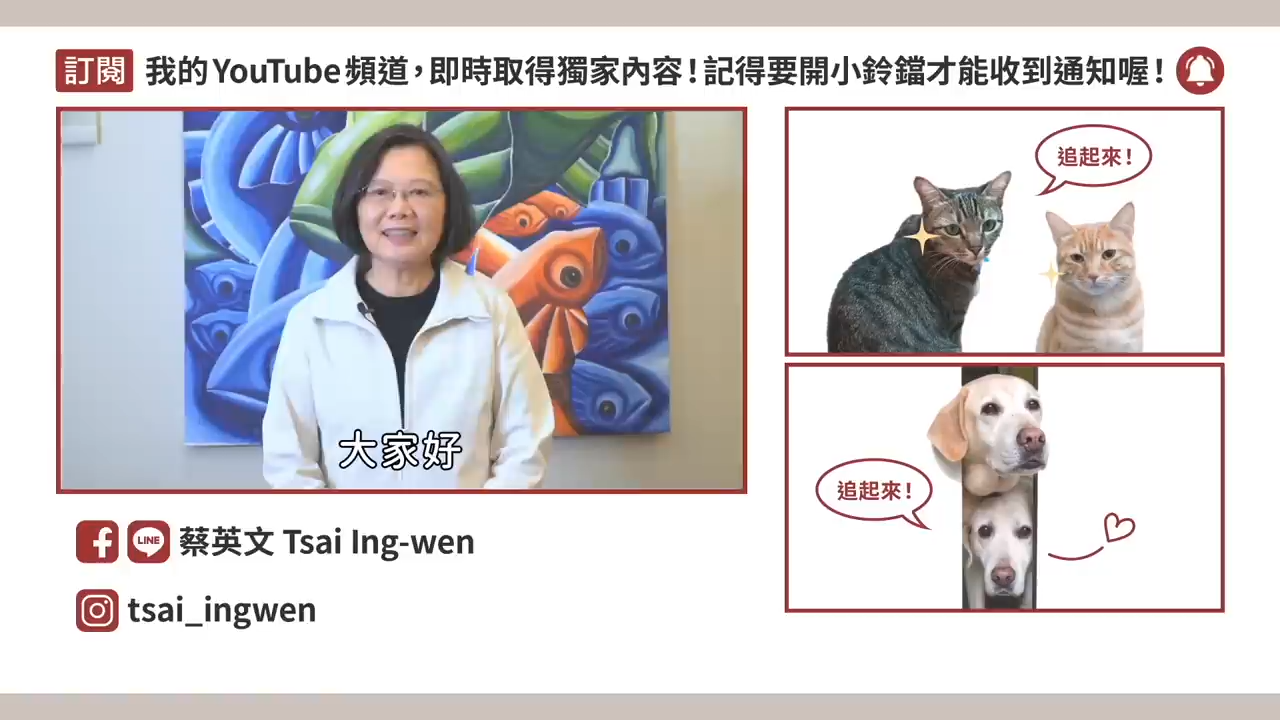 訂閱 我的YouTube頻道，即時取得獨家內容！記得要開小鈴鐺才能收到通知喔！
大家好
LINE 蔡英文 Tsai Ing-wen
tsai_ingwen
追起來！
追起來！